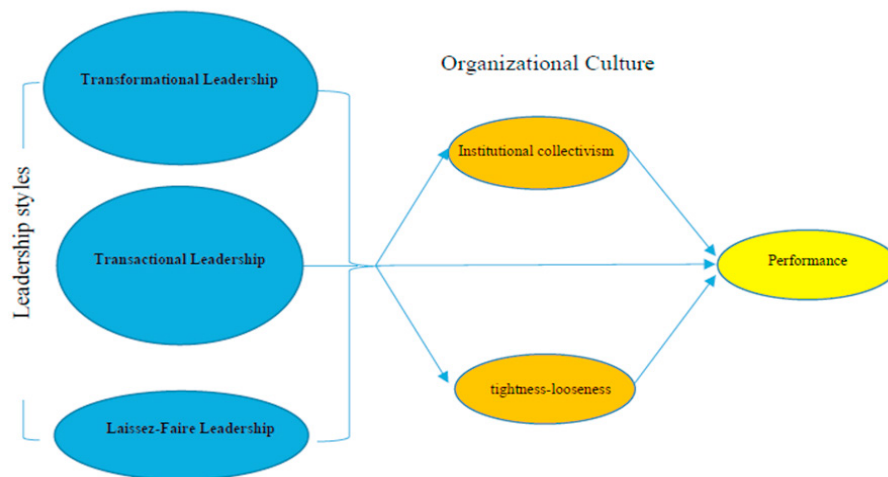 Transformational Leadership
Organizational Culture
Institutional collectivism
Leadership styles
Transactional Leadership
Performance
tightness-looseness
Laissez-Faire Leadership